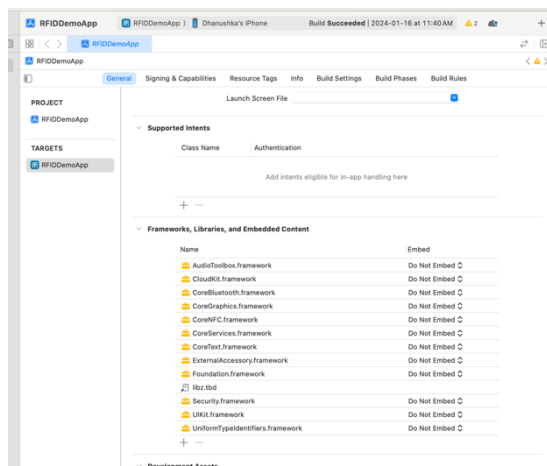 RFIDDemoApp
RFIDDemoApp
Dhanushka's iPhone
Build Succeeded | 2024-01-16 at 11:40 AM
2
RFIDDemoApp
RFIDDemoApp
General Signing & Capabilities Resource Tags Info Build Settings Build Phases Build Rules
PROJECT
RFIDDemoApp
TARGETS
RFIDDemoApp
Launch Screen File
Supported Intents
Class Name Authentication
Add intents eligible for in-app handling here
Frameworks, Libraries, and Embedded Content
Name Embed
AudioToolbox.framework Do Not Embed
CloudKit.framework Do Not Embed
CoreBluetooth.framework Do Not Embed
CoreGraphics.framework Do Not Embed
CoreNFC.framework Do Not Embed
CoreServices.framework Do Not Embed
CoreText.framework Do Not Embed
ExternalAccessory.framework Do Not Embed
Foundation.framework Do Not Embed
libz.tbd
Security.framework Do Not Embed
UIKit.framework Do Not Embed
UniformTypeIdentifiers.framework Do Not Embed
Development Assets